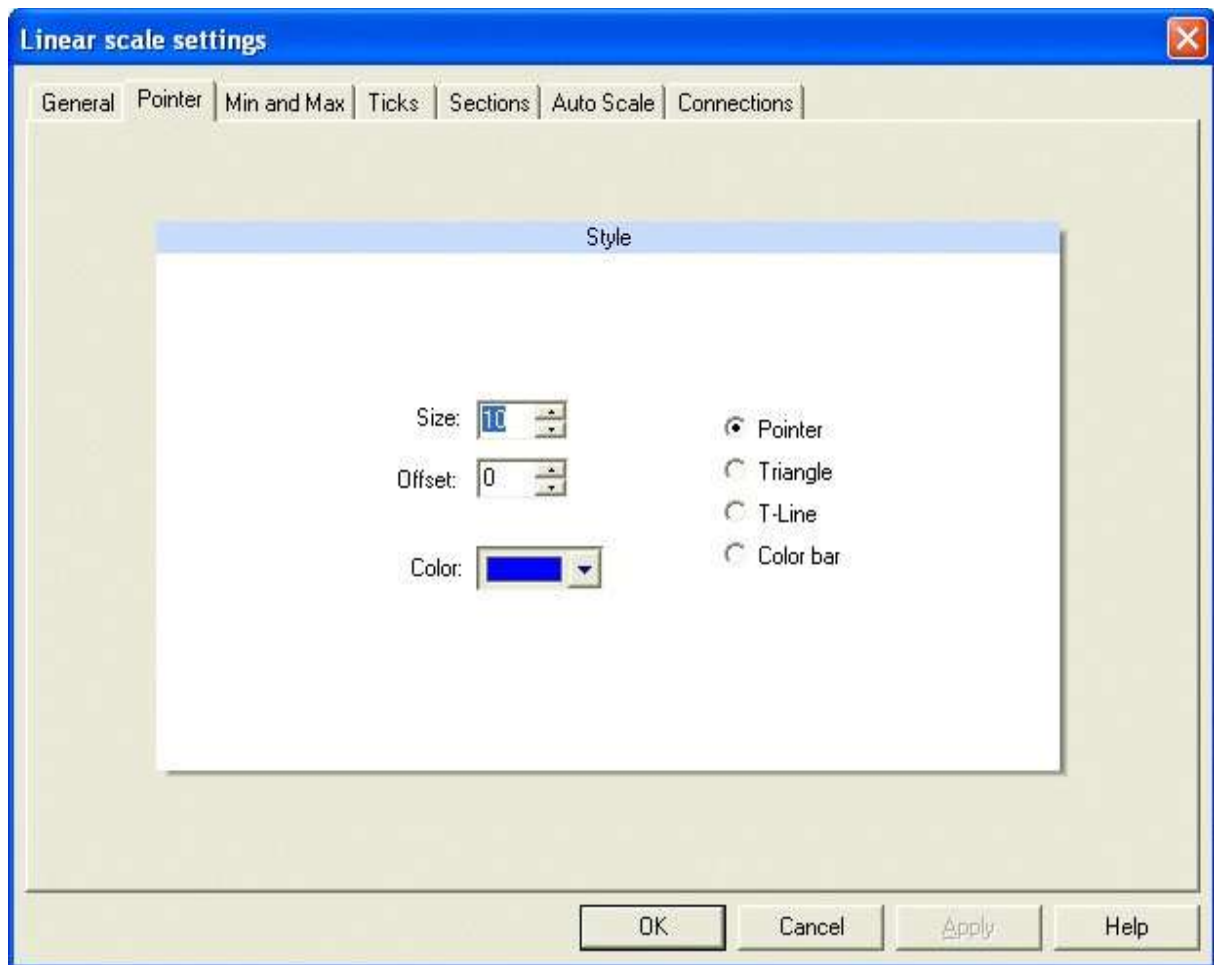 Linear scale settings
General Pointer Min and Max Ticks Sections Auto Scale Connections
Style
Size: 10
Offset: 0
Color:
Pointer
Triangle
T-Line
Color bar
OK Cancel Apply Help